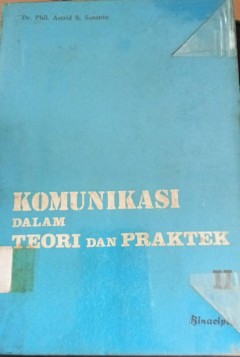 Dr. Phil. Astrid S. Susanto
KOMUNIKASI
DALAM
TEORI DAN PRAKTEK
II
Binacipta